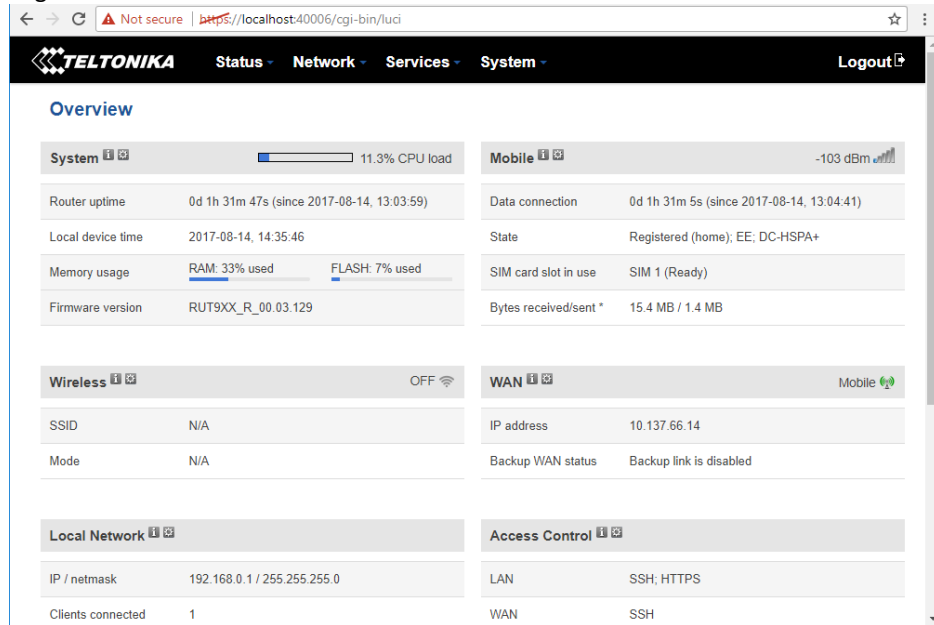 Not secure | https://localhost:40006/cgi-bin/luci
TELTONIKA Status Network Services System Logout
Overview
System 11.3% CPU load
Router uptime 0d 1h 31m 47s (since 2017-08-14, 13:03:59)
Local device time 2017-08-14, 14:35:46
Memory usage RAM: 33% used FLASH: 7% used
Firmware version RUT9XX_R_00.03.129
Mobile -103 dBm
Data connection 0d 1h 31m 5s (since 2017-08-14, 13:04:41)
State Registered (home); EE; DC-HSPA+
SIM card slot in use SIM 1 (Ready)
Bytes received/sent * 15.4 MB / 1.4 MB
Wireless OFF
SSID N/A
Mode N/A
WAN Mobile
IP address 10.137.66.14
Backup WAN status Backup link is disabled
Local Network
IP / netmask 192.168.0.1 / 255.255.255.0
Clients connected 1
Access Control
LAN SSH; HTTPS
WAN SSH